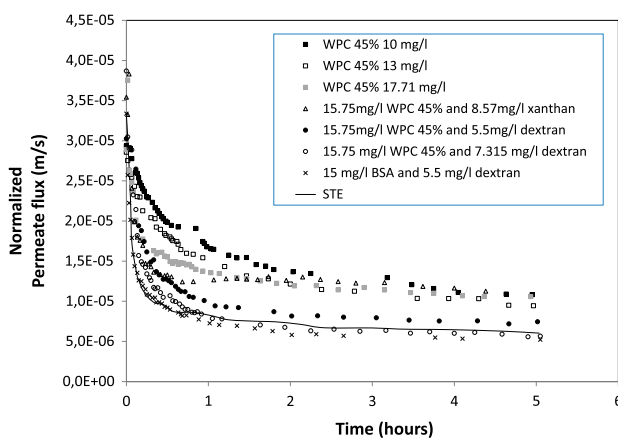 4,5E-05
4,0E-05
3,5E-05
3,0E-05
2,5E-05
2,0E-05
1,5E-05
1,0E-05
5,0E-06
0,0E+00
Normalized
Permeate flux (m/s)
WPC 45% 10 mg/l
WPC 45% 13 mg/l
WPC 45% 17.71 mg/l
15.75mg/l WPC 45% and 8.57mg/l xanthan
15.75mg/l WPC 45% and 5.5mg/l dextran
15.75 mg/l WPC 45% and 7.315 mg/l dextran
15 mg/l BSA and 5.5 mg/l dextran
STE
0 1 2 3 4 5 6
Time (hours)